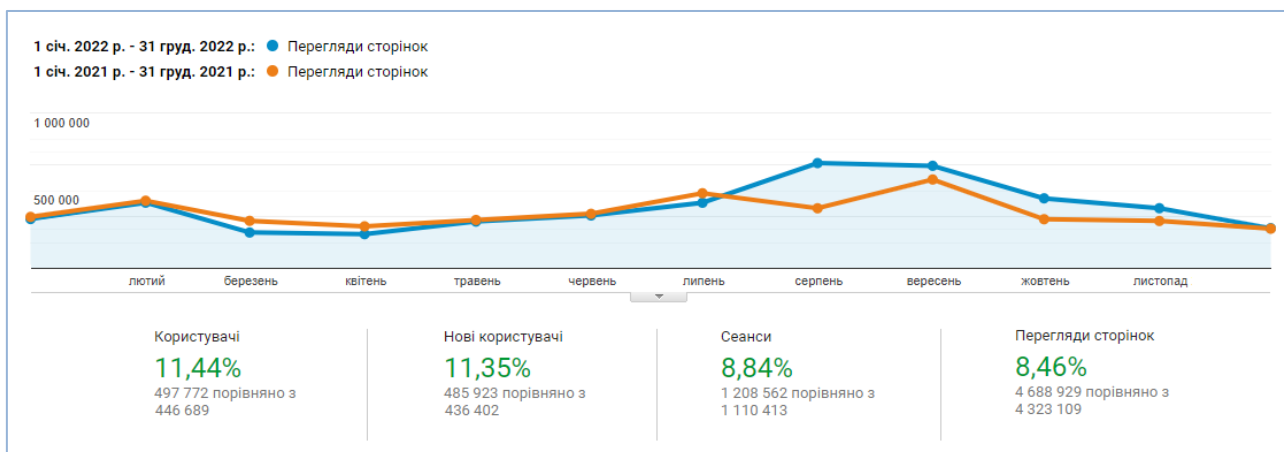 1 січ. 2022 р. - 31 груд. 2022 р.: Перегляди сторінок
1 січ. 2021 р. - 31 груд. 2021 р.: Перегляди сторінок
1 000 000
500 000
лютий березень квітень травень червень липень серпень вересень жовтень листопад
Користувачі
11,44%
497 772 порівняно з
446 689
Нові користувачі
11,35%
485 923 порівняно з
436 402
Сеанси
8,84%
1 208 562 порівняно з
1 110 413
Перегляди сторінок
8,46%
4 688 929 порівняно з
4 323 109